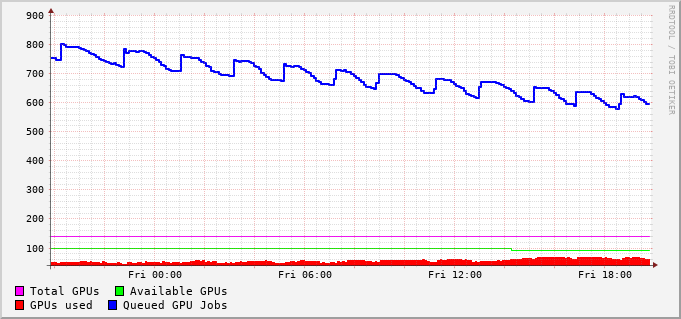 900
800
700
600
500
400
300
200
100
Fri 00:00 Fri 06:00 Fri 12:00 Fri 18:00
Total GPUs Available GPUs
GPUs used Queued GPU Jobs
RRDTOOL / TOBI OETIKER